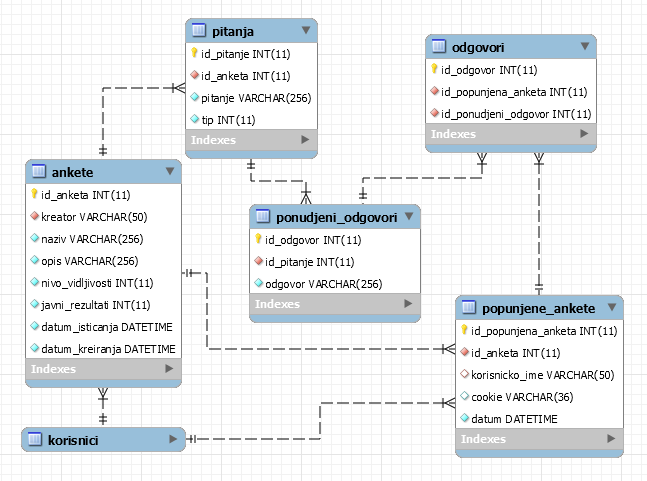 pitanja
id_pitanje INT(11)
id_anketa INT(11)
pitanje VARCHAR(256)
tip INT(11)
Indexes
odgovori
id_odgovor INT(11)
id_popunjena_anketa INT(11)
id_ponudjeni_odgovor INT(11)
Indexes
ankete
id_anketa INT(11)
kreator VARCHAR(50)
naziv VARCHAR(256)
opis VARCHAR(256)
nivo_vidljivosti INT(11)
javni_rezultati INT(11)
datum_isticanja DATETIME
datum_kreiranja DATETIME
Indexes
ponudjeni_odgovori
id_odgovor INT(11)
id_pitanje INT(11)
odgovor VARCHAR(256)
Indexes
popunjene_ankete
id_popunjena_anketa INT(11)
id_anketa INT(11)
korisnicko_ime VARCHAR(50)
cookie VARCHAR(36)
datum DATETIME
Indexes
korisnici